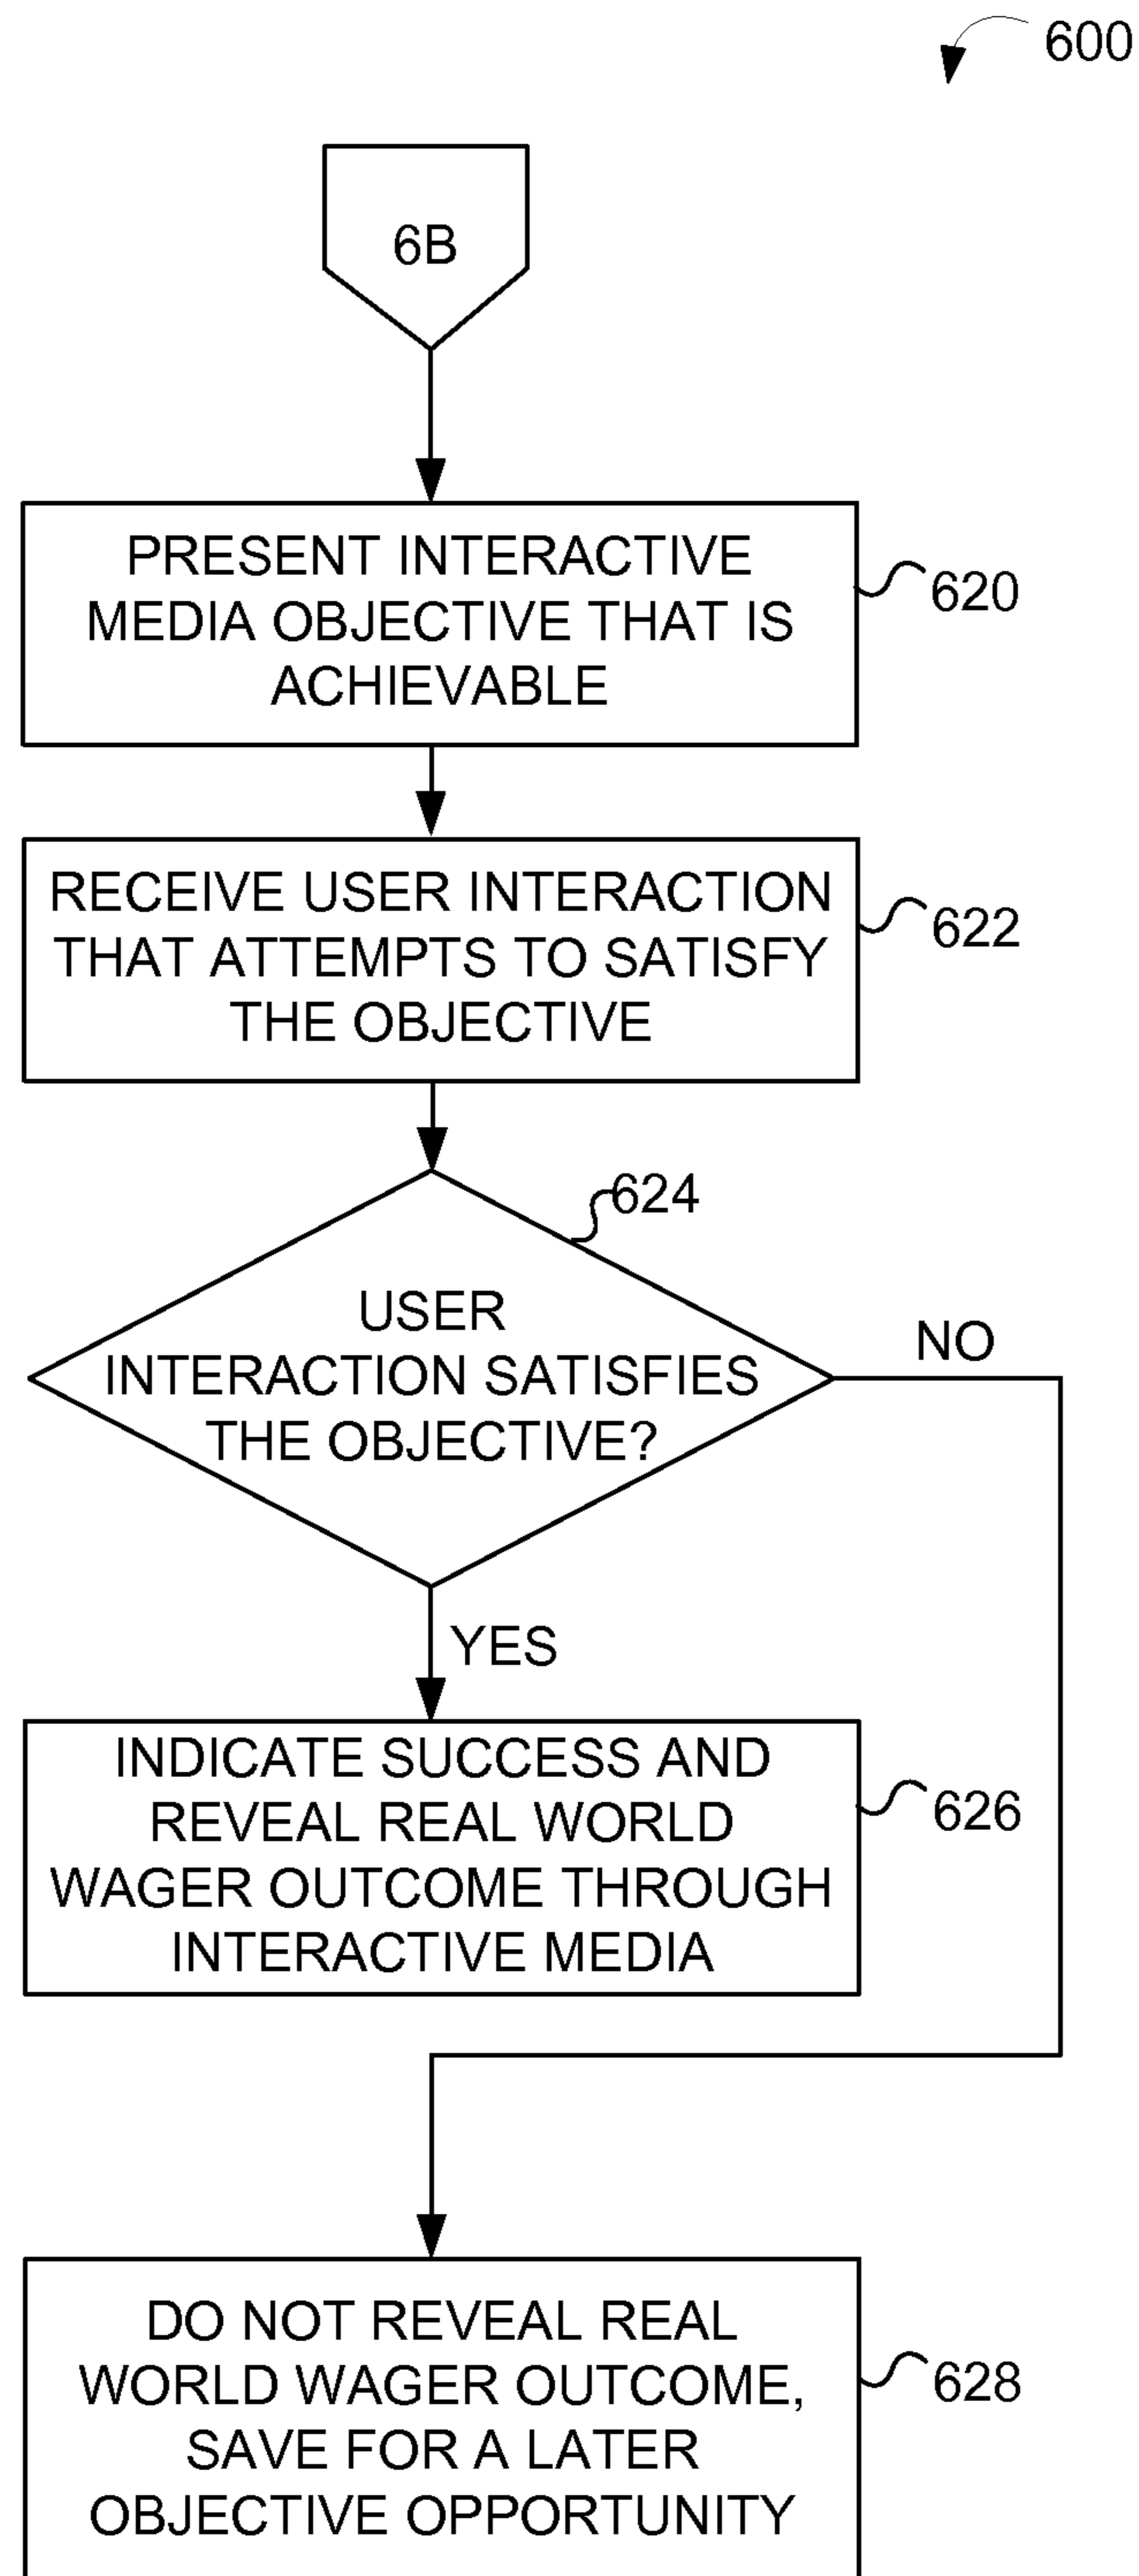 600
6B
PRESENT INTERACTIVE
MEDIA OBJECTIVE THAT IS
ACHIEVABLE
620
RECEIVE USER INTERACTION
THAT ATTEMPTS TO SATISFY
THE OBJECTIVE
622
624
USER
INTERACTION SATISFIES
THE OBJECTIVE?
NO
YES
INDICATE SUCCESS AND
REVEAL REAL WORLD
WAGER OUTCOME THROUGH
INTERACTIVE MEDIA
626
DO NOT REVEAL REAL
WORLD WAGER OUTCOME,
SAVE FOR A LATER
OBJECTIVE OPPORTUNITY
628